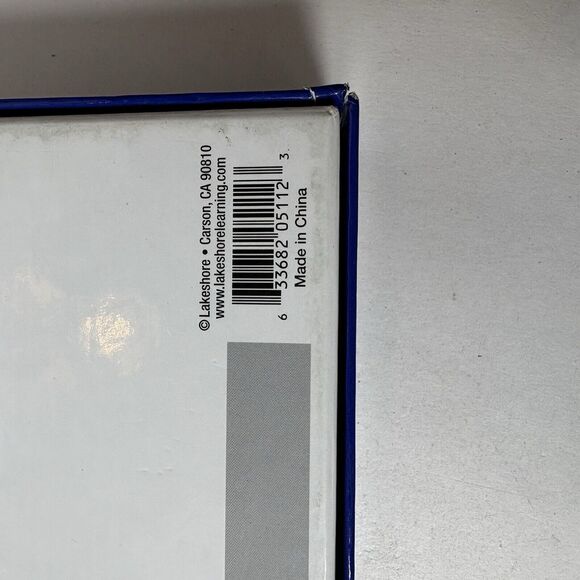 © Lakeshore • Carson, CA 90810
www.lakeshorelearning.com
6 33682 05112 3
Made in China